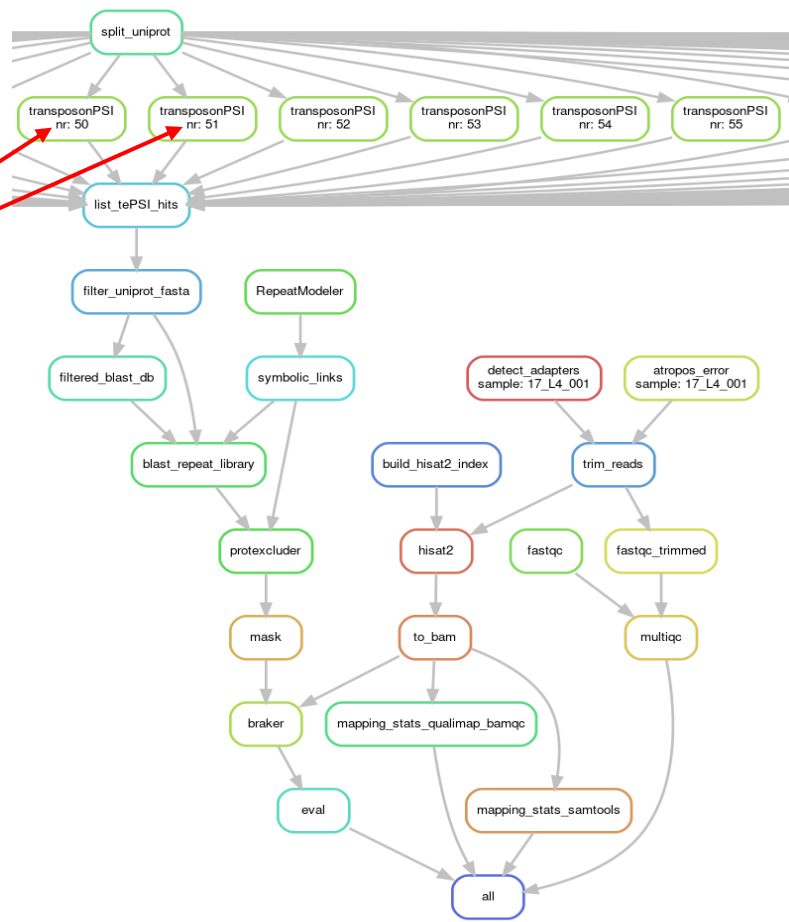 split_uniprot
transposonPSI
nr: 50
transposonPSI
nr: 51
transposonPSI
nr: 52
transposonPSI
nr: 53
transposonPSI
nr: 54
transposonPSI
nr: 55
list_tePSI_hits
filter_uniprot_fasta
RepeatModeler
filtered_blast_db
symbolic_links
detect_adapters
sample: 17_L4_001
atropos_error
sample: 17_L4_001
blast_repeat_library
build_hisat2_index
trim_reads
protexcluder
hisat2
fastqc
fastqc_trimmed
mask
to_bam
multiqc
braker
mapping_stats_qualimap_bamqc
eval
mapping_stats_samtools
all